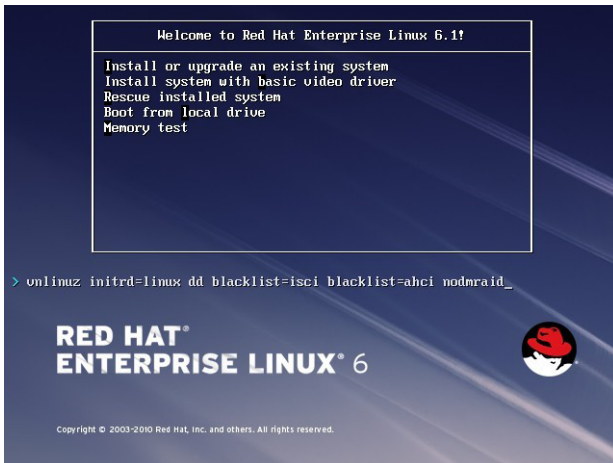 Welcome to Red Hat Enterprise Linux 6.1!
Install or upgrade an existing system
Install system with basic video driver
Rescue installed system
Boot from local drive
Memory test
> vmlinuz initrd=linux dd blacklist=isci blacklist=ahci nodmraid_
RED HAT®
ENTERPRISE LINUX® 6
Copyright © 2003-2010 Red Hat, Inc. and others. All rights reserved.